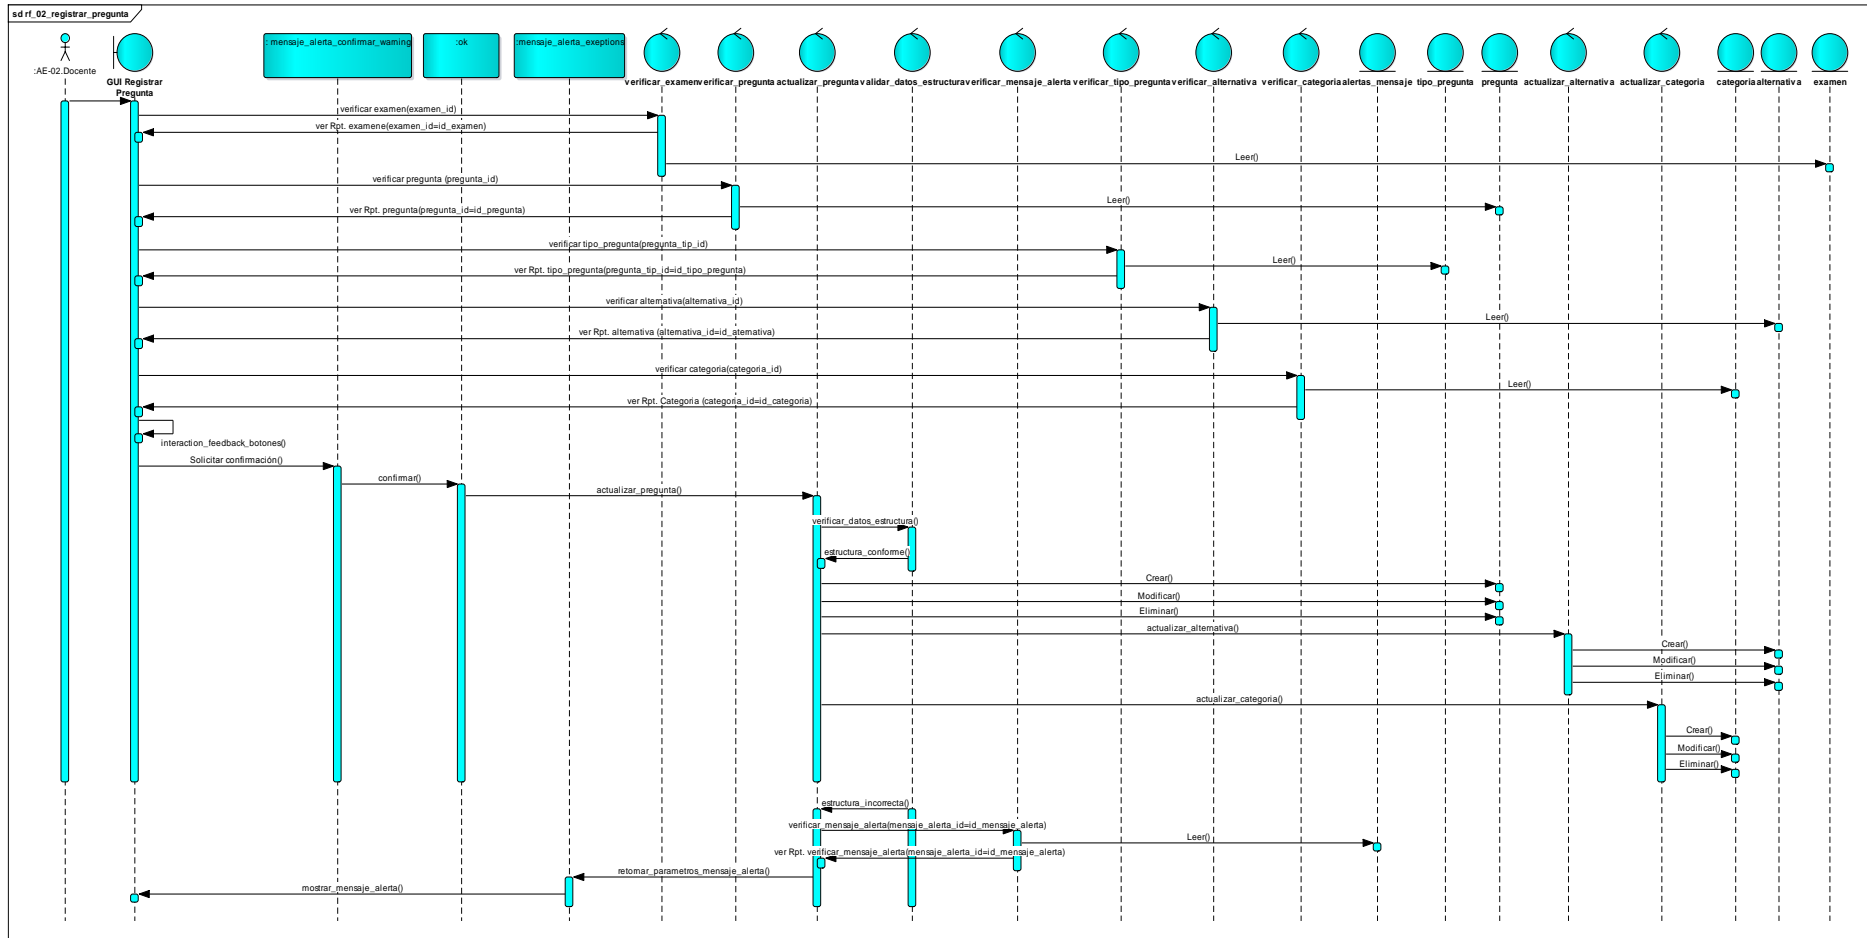 sd rf_02_registrar_pregunta
:AE-02.Docente
GUI Registrar
Pregunta
: mensaje_alerta_confirmar_warning
:ok
:mensaje_alerta_exeptions
verificar_examen
verificar_pregunta
actualizar_pregunta
validar_datos_estructura
verificar_mensaje_alerta
verificar_tipo_pregunta
verificar_alternativa
verificar_categoria
alertas_mensaje
tipo_pregunta
pregunta
actualizar_alternativa
actualizar_categoria
categoria
alternativa
examen
verificar examen(examen_id)
ver Rpt. examene(examen_id=id_examen)
Leer()
verificar pregunta (pregunta_id)
Leer()
ver Rpt. pregunta(pregunta_id=id_pregunta)
verificar tipo_pregunta(pregunta_tip_id)
Leer()
ver Rpt. tipo_pregunta(pregunta_tip_id=id_tipo_pregunta)
verificar alternativa(alternativa_id)
Leer()
ver Rpt. alternativa (alternativa_id=id_aternativa)
verificar categoria(categoria_id)
Leer()
ver Rpt. Categoria (categoria_id=id_categoria)
interaction_feedback_botones()
Solicitar confirmación()
confirmar()
actualizar_pregunta()
verificar_datos_estructura()
estructura_conforme()
Crear()
Modificar()
Eliminar()
actualizar_alternativa()
Crear()
Modificar()
Eliminar()
actualizar_categoria()
Crear()
Modificar()
Eliminar()
estructura_incorrecta()
verificar_mensaje_alerta(mensaje_alerta_id=id_mensaje_alerta)
Leer()
ver Rpt. verificar_mensaje_alerta(mensaje_alerta_id=id_mensaje_alerta)
retornar_parametros_mensaje_alerta()
mostrar_mensaje_alerta()